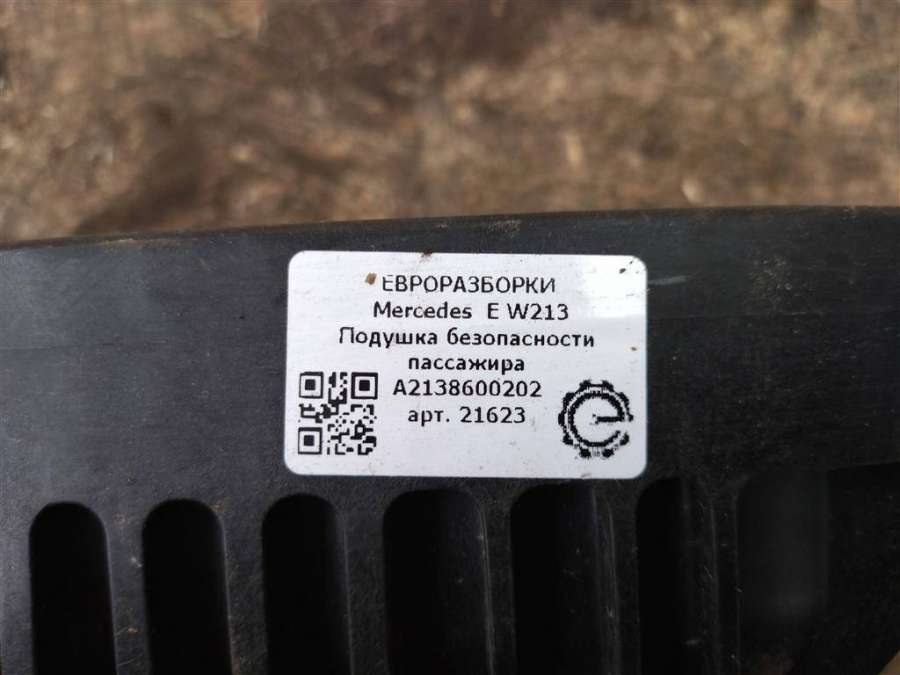 ЕВРОРАЗБОРКИ
Mercedes E W213
Подушка безопасности
пассажира
A2138600202
арт. 21623